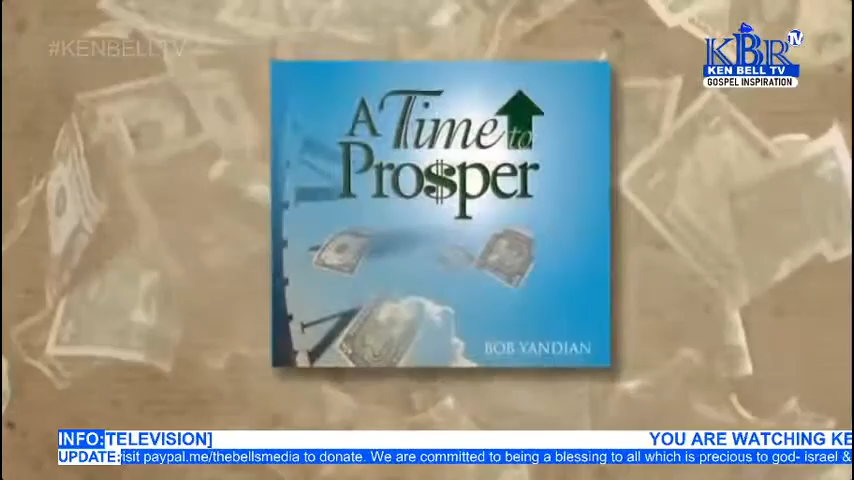 #KENBELLTV
KBR TV
KEN BELL TV
GOSPEL INSPIRATION
A Time to
Pro$per
BOB YANDIAN
INFO: TELEVISION] YOU ARE WATCHING KE
UPDATE: isit paypal.me/thebellsmedia to donate. We are committed to being a blessing to all which is precious to god- israel &